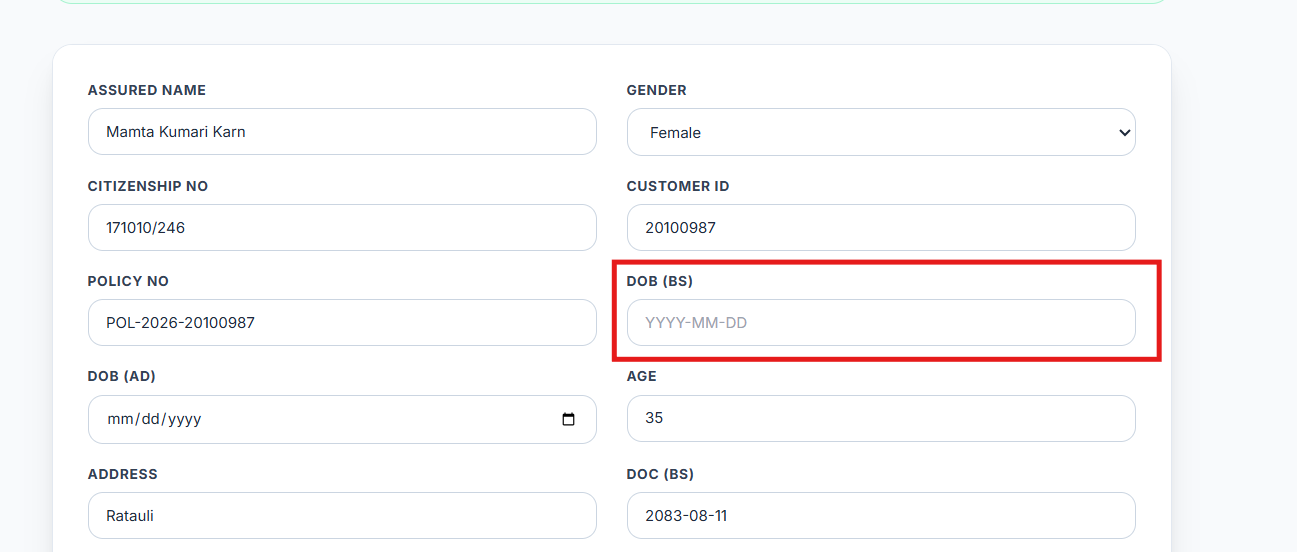 ASSURED NAME
Mamta Kumari Karn
GENDER
Female
CITIZENSHIP NO
171010/246
CUSTOMER ID
20100987
POLICY NO
POL-2026-20100987
DOB (BS)
YYYY-MM-DD
DOB (AD)
mm/dd/yyyy
AGE
35
ADDRESS
Ratauli
DOC (BS)
2083-08-11